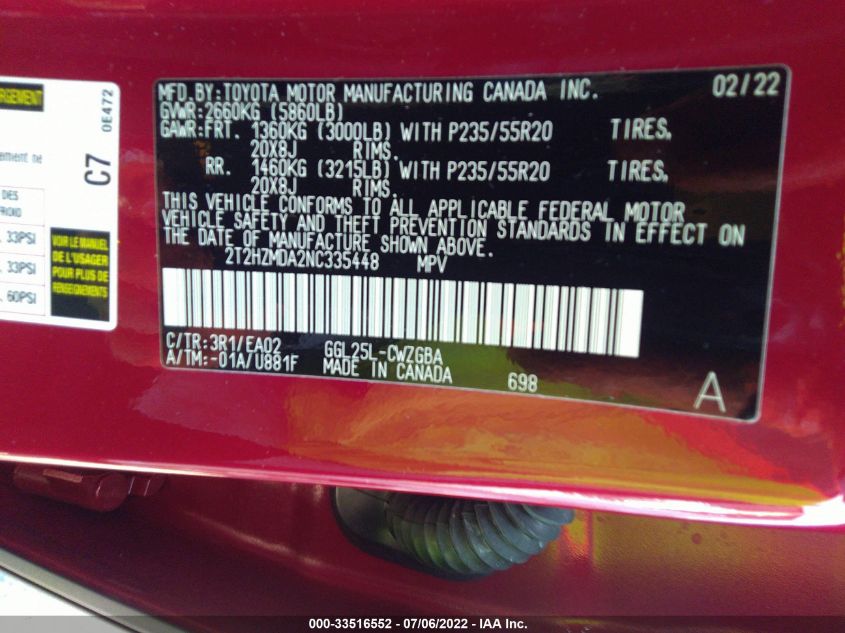 MFD.BY:TOYOTA MOTOR MANUFACTURING CANADA INC. 02/22
GVWR:2660KG (5860LB)
GAWR:FRT. 1360KG (3000LB) WITH P235/55R20 TIRES.
20X8J RIMS.
RR. 1460KG (3215LB) WITH P235/55R20 TIRES.
20X8J RIMS.
THIS VEHICLE CONFORMS TO ALL APPLICABLE FEDERAL MOTOR
VEHICLE SAFETY AND THEFT PREVENTION STANDARDS IN EFFECT ON
THE DATE OF MANUFACTURE SHOWN ABOVE.
2T2HZMDA2NC335448 MPV
C/TR:3R1/EA02 GGL25L-CWZGBA
A/TM:-01A/U881F MADE IN CANADA 698
A
C7 0E472
33PSI
33PSI
60PSI
VOIR LE MANUEL
DE L'USAGER
POUR PLUS DE
RENSEIGNEMENTS
000-33516552 - 07/06/2022 - IAA Inc.